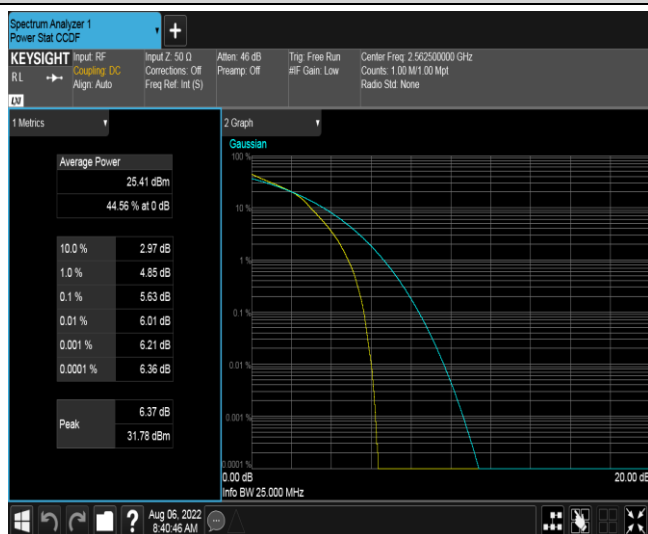 Spectrum Analyzer 1
Power Stat CCDF
+
KEYSIGHT
RL
LXI
Input: RF
Coupling: DC
Align: Auto
Input Z: 50 Ω
Corrections: Off
Freq Ref: Int (S)
Atten: 46 dB
Preamp: Off
Trig: Free Run
#IF Gain: Low
Center Freq: 2.562500000 GHz
Counts: 1.00 M/1.00 Mpt
Radio Std: None
1 Metrics
Average Power
25.41 dBm
44.56 % at 0 dB
10.0 % 2.97 dB
1.0 % 4.85 dB
0.1 % 5.63 dB
0.01 % 6.01 dB
0.001 % 6.21 dB
0.0001 % 6.36 dB
Peak
6.37 dB
31.78 dBm
2 Graph
Gaussian
100 %
10 %
1 %
0.1 %
0.01 %
0.001 %
0.0001 %
0.00 dB
20.00 dB
Info BW 25.000 MHz
?
Aug 06, 2022
8:40:46 AM